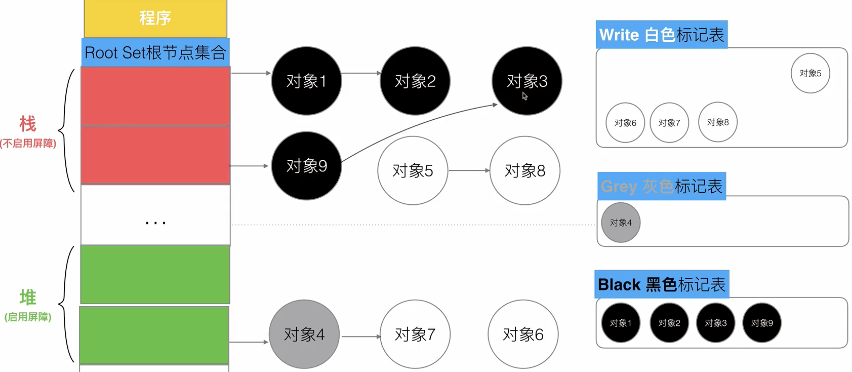 程序
Root Set根节点集合
栈
(不启用屏障)
堆
(启用屏障)
...
对象1
对象2
对象3
对象9
对象5
对象8
对象4
对象7
对象6
Write 白色标记表
对象5
对象6
对象7
对象8
Grey 灰色标记表
对象4
Black 黑色标记表
对象1
对象2
对象3
对象9